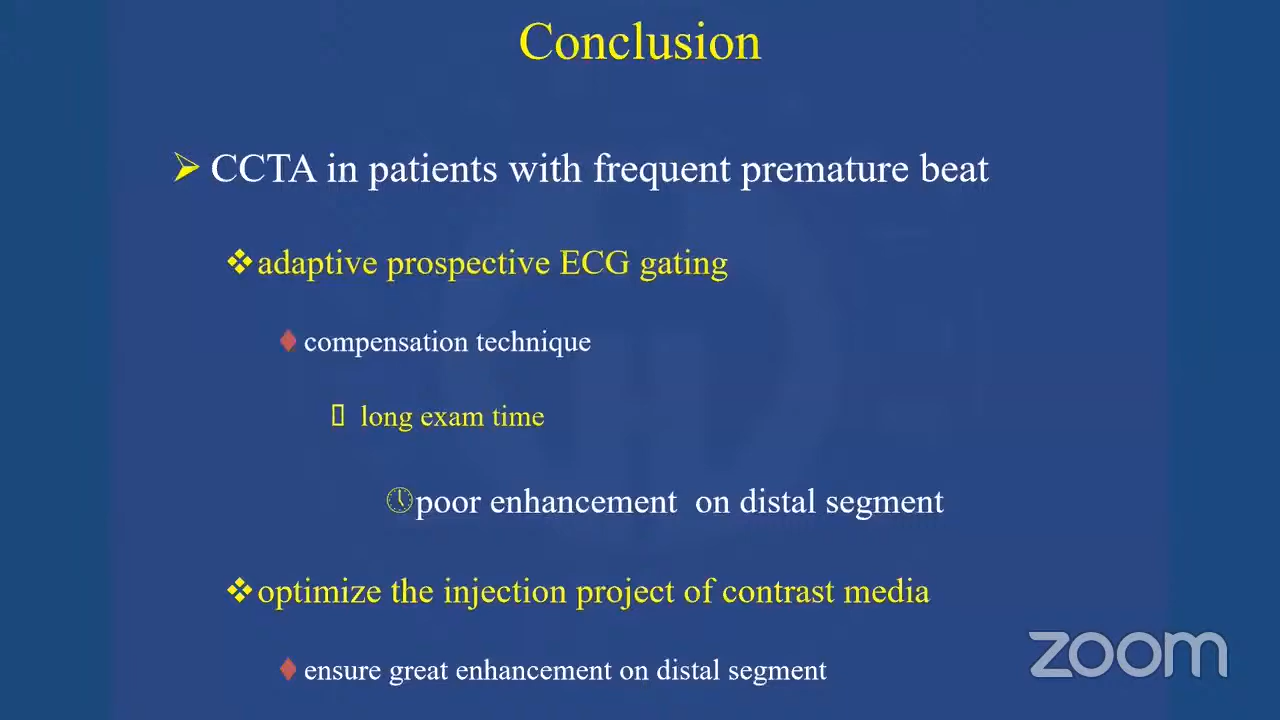 Conclusion
CCTA in patients with frequent premature beat
adaptive prospective ECG gating
compensation technique
long exam time
poor enhancement on distal segment
optimize the injection project of contrast media
ensure great enhancement on distal segment
zoom